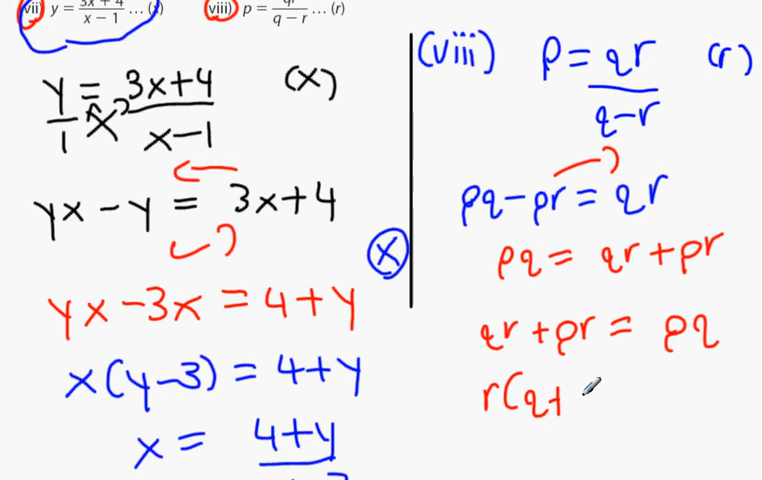 vii) y = 3x + 4 / x − 1 ... (x)
viii) p = qr / q − r ... (r)
y/1 = 3x+4 / x−1 (x)
yx − y = 3x+4
(x)
yx − 3x = 4+y
x(y−3) = 4+y
x = 4+y
(viii) p = qr / q−r (r)
pq − pr = qr
pq = qr + pr
qr + pr = pq
r(q+